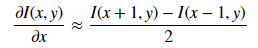 ∂I(x, y)/∂x ≈ I(x + 1, y) − I(x − 1, y)/2